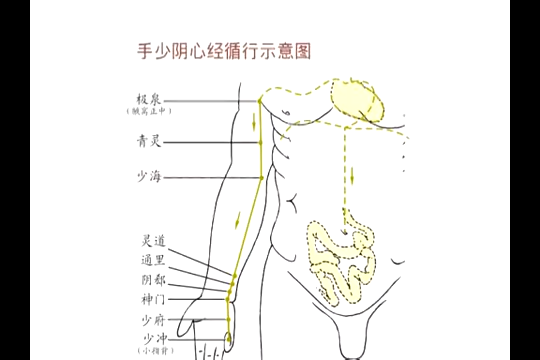 手少阴心经循行示意图
极泉
(腋窝正中)
青灵
少海
灵道
通里
阴郄
神门
少府
少冲
(小指背)